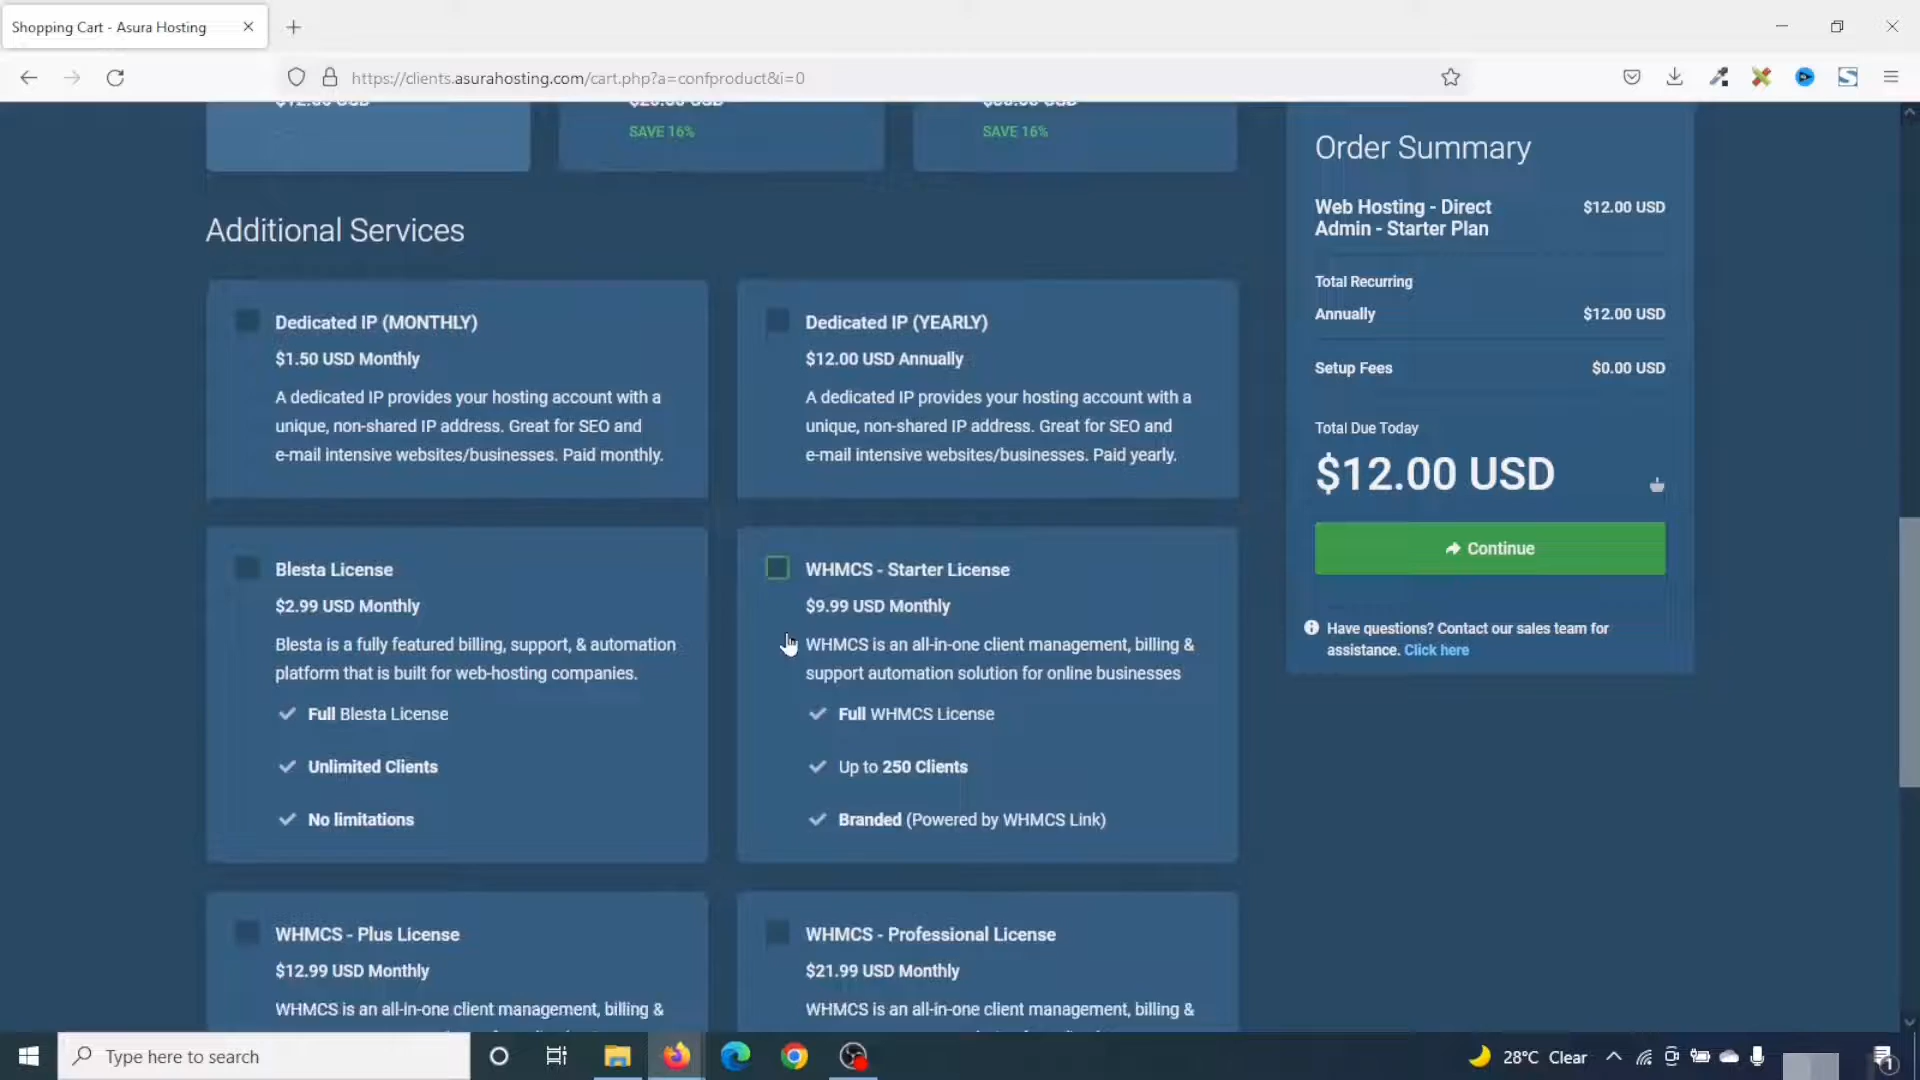 Shopping Cart - Asura Hosting
https://clients.asurahosting.com/cart.php?a=confproduct&i=0
SAVE 16%
SAVE 16%
Additional Services
Dedicated IP (MONTHLY)
$1.50 USD Monthly
A dedicated IP provides your hosting account with a
unique, non-shared IP address. Great for SEO and
e-mail intensive websites/businesses. Paid monthly.
Dedicated IP (YEARLY)
$12.00 USD Annually
A dedicated IP provides your hosting account with a
unique, non-shared IP address. Great for SEO and
e-mail intensive websites/businesses. Paid yearly.
Blesta License
$2.99 USD Monthly
Blesta is a fully featured billing, support, & automation
platform that is built for web-hosting companies.
Full Blesta License
Unlimited Clients
No limitations
WHMCS - Starter License
$9.99 USD Monthly
WHMCS is an all-in-one client management, billing &
support automation solution for online businesses
Full WHMCS License
Up to 250 Clients
Branded (Powered by WHMCS Link)
WHMCS - Plus License
$12.99 USD Monthly
WHMCS is an all-in-one client management, billing &
WHMCS - Professional License
$21.99 USD Monthly
WHMCS is an all-in-one client management, billing &
Order Summary
Web Hosting - Direct
Admin - Starter Plan
$12.00 USD
Total Recurring
Annually $12.00 USD
Setup Fees $0.00 USD
Total Due Today
$12.00 USD
Continue
Have questions? Contact our sales team for
assistance. Click here
Type here to search
28°C Clear
1